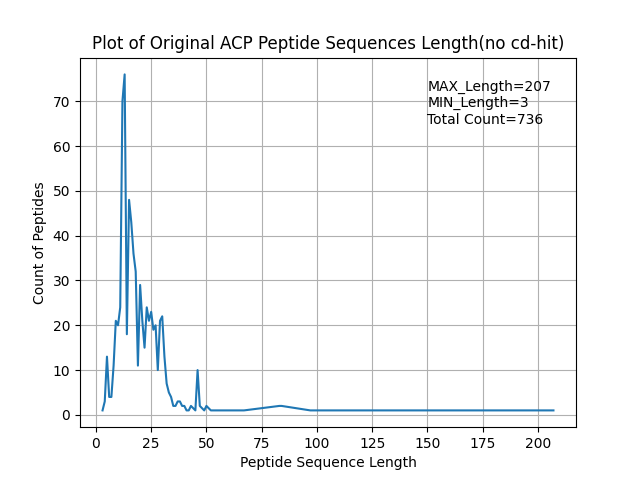 Plot of Original ACP Peptide Sequences Length(no cd-hit)
MAX_Length=207
MIN_Length=3
Total Count=736
Count of Peptides
70
60
50
40
30
20
10
0
0 25 50 75 100 125 150 175 200
Peptide Sequence Length